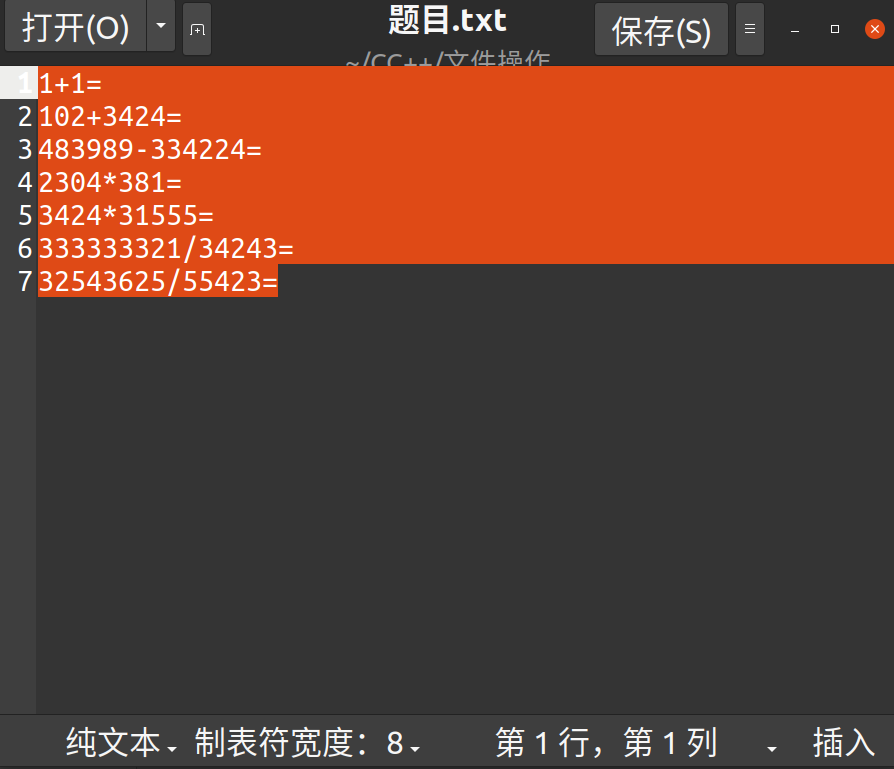 打开(O)
题目.txt
~/CC++/文件操作
保存(S)
1 1+1=
2 102+3424=
3 483989-334224=
4 2304*381=
5 3424*31555=
6 333333321/34243=
7 32543625/55423=
纯文本 制表符宽度：8 第 1 行，第 1 列 插入